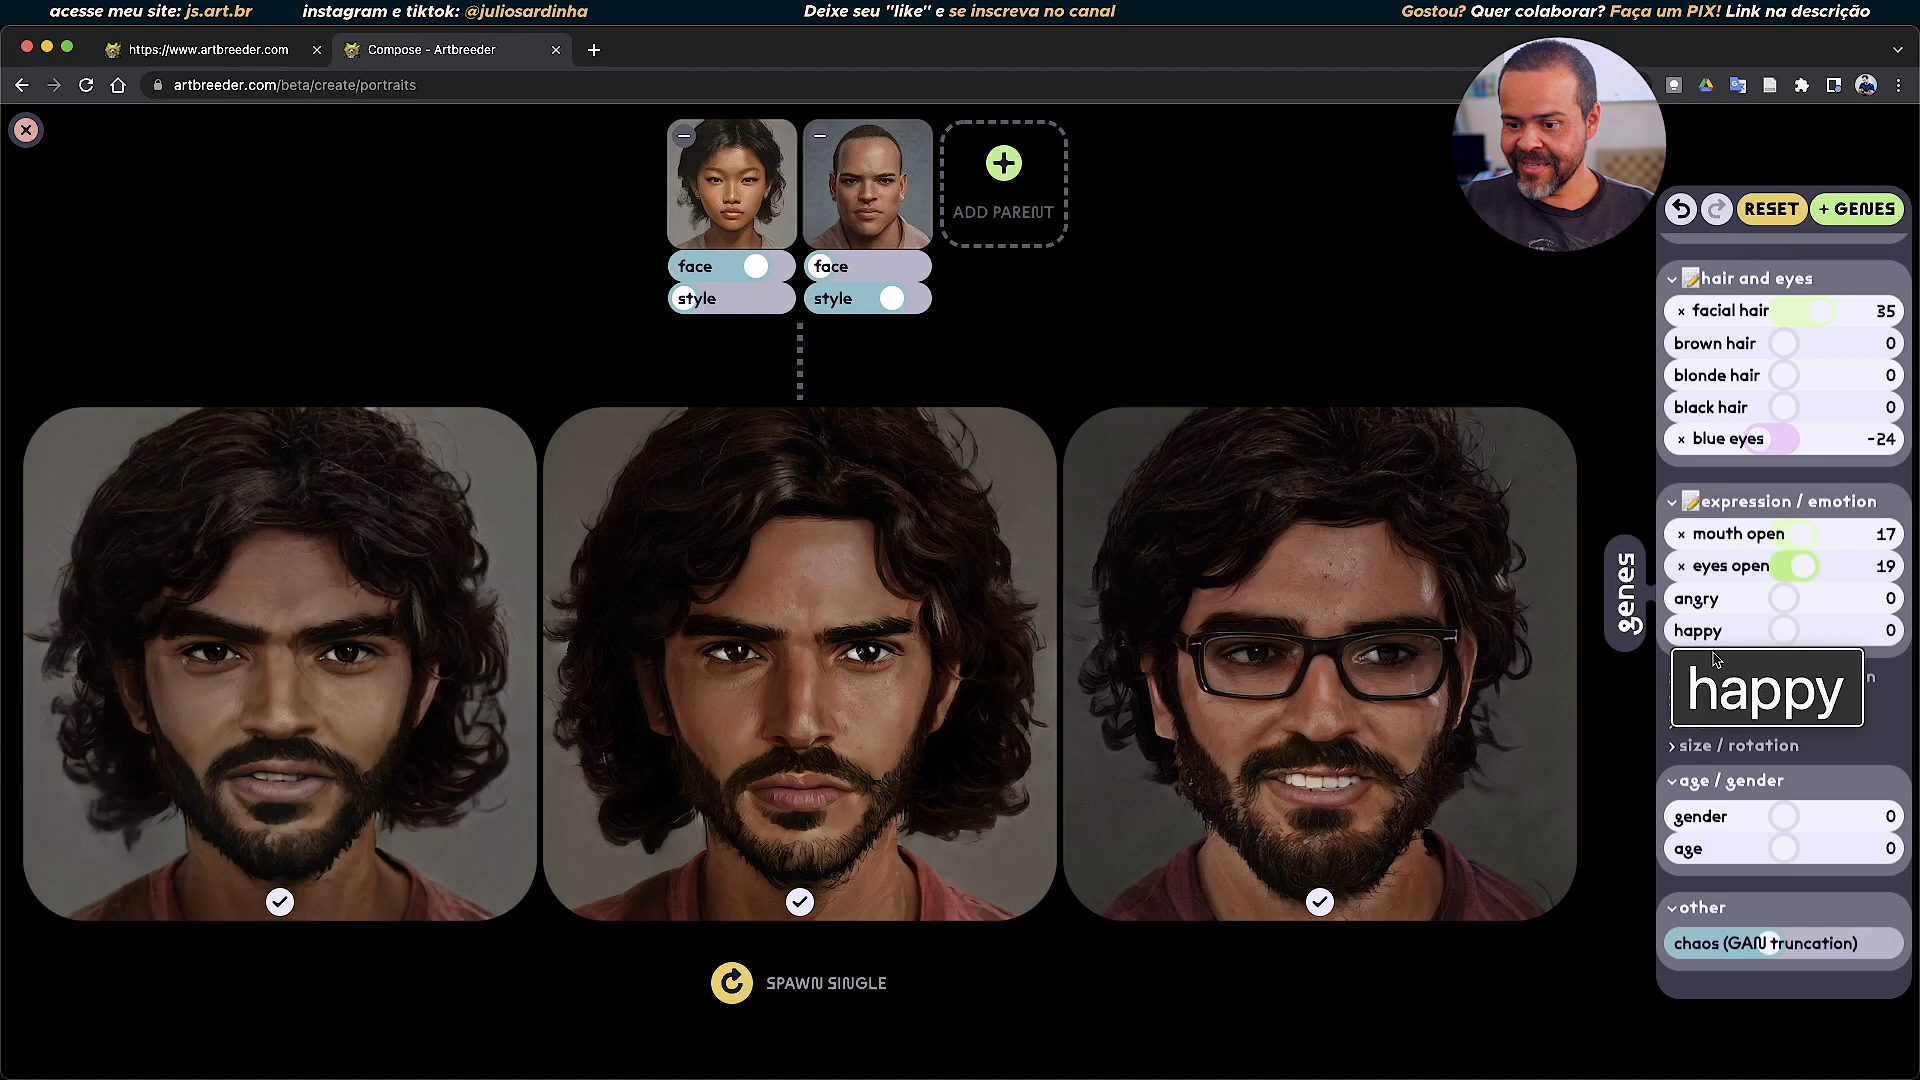 acesse meu site: js.art.br
instagram e tiktok: @juliosardinha
Deixe seu "like" e se inscreva no canal
Gostou? Quer colaborar? Faça um PIX! Link na descrição
https://www.artbreeder.com
Compose - Artbreeder
artbreeder.com/beta/create/portraits
ADD PARENT
face
face
style
style
RESET
+ GENES
hair and eyes
× facial hair 35
brown hair 0
blonde hair 0
black hair 0
× blue eyes -24
expression / emotion
× mouth open 17
× eyes open 19
angry 0
happy 0
happy
size / rotation
age / gender
gender 0
age 0
other
chaos (GAN truncation)
genes
SPAWN SINGLE